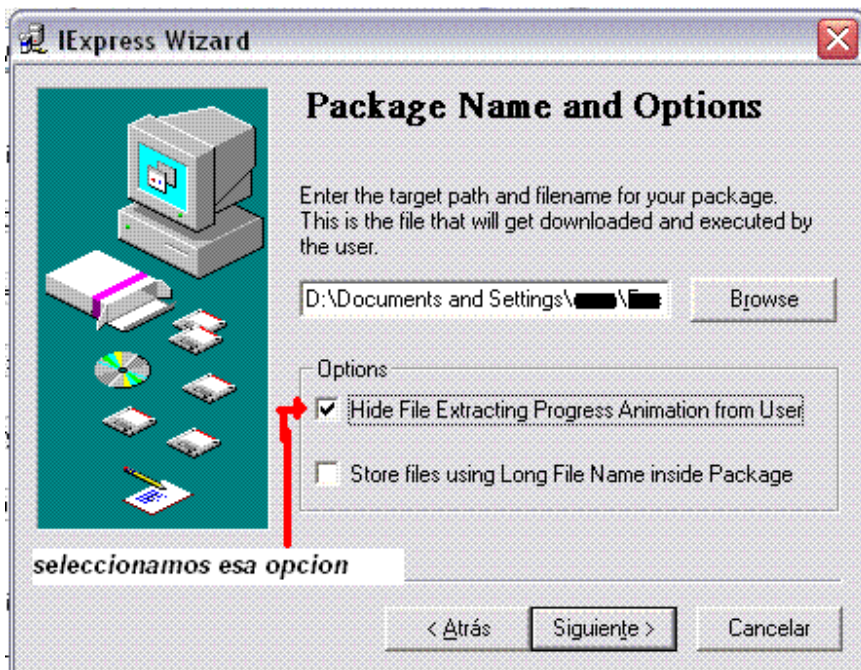 IExpress Wizard
Package Name and Options
Enter the target path and filename for your package.
This is the file that will get downloaded and executed by
the user.
D:\Documents and Settings\
Browse
Options
Hide File Extracting Progress Animation from User
Store files using Long File Name inside Package
seleccionamos esa opcion
< Atrás
Siguiente >
Cancelar